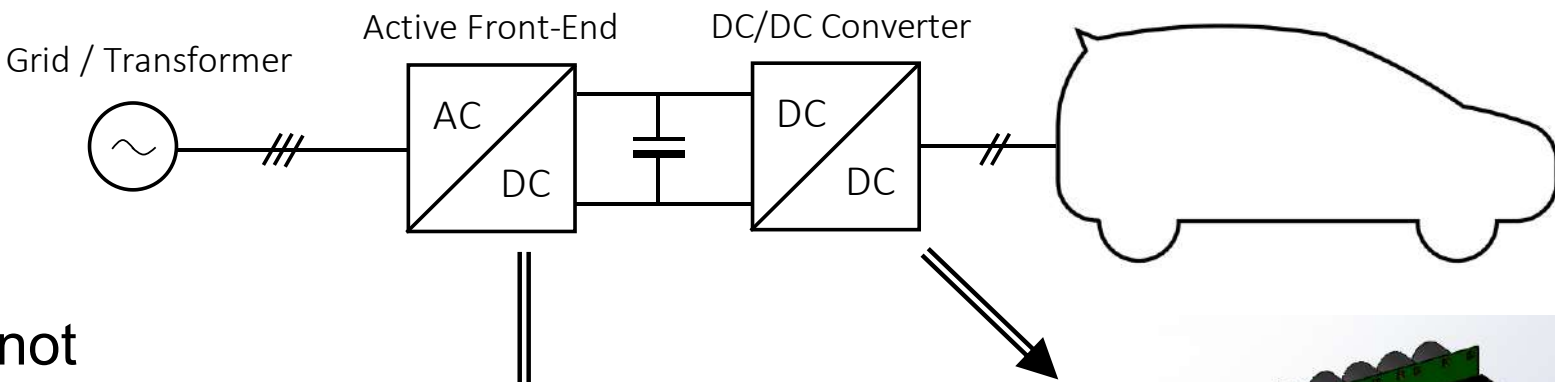 Grid / Transformer
Active Front-End
DC/DC Converter
AC
DC
DC
DC
not